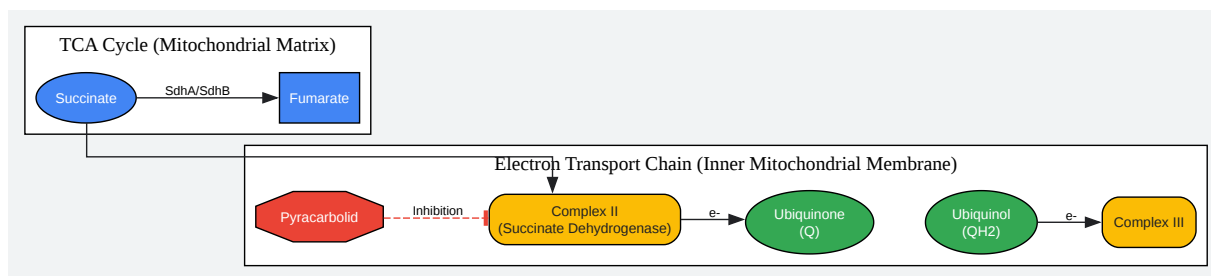 TCA Cycle (Mitochondrial Matrix)
Succinate
SdhA/SdhB
Fumarate
Electron Transport Chain (Inner Mitochondrial Membrane)
Pyracarbolid
Inhibition
Complex II
(Succinate Dehydrogenase)
e-
Ubiquinone
(Q)
Ubiquinol
(QH2)
e-
Complex III